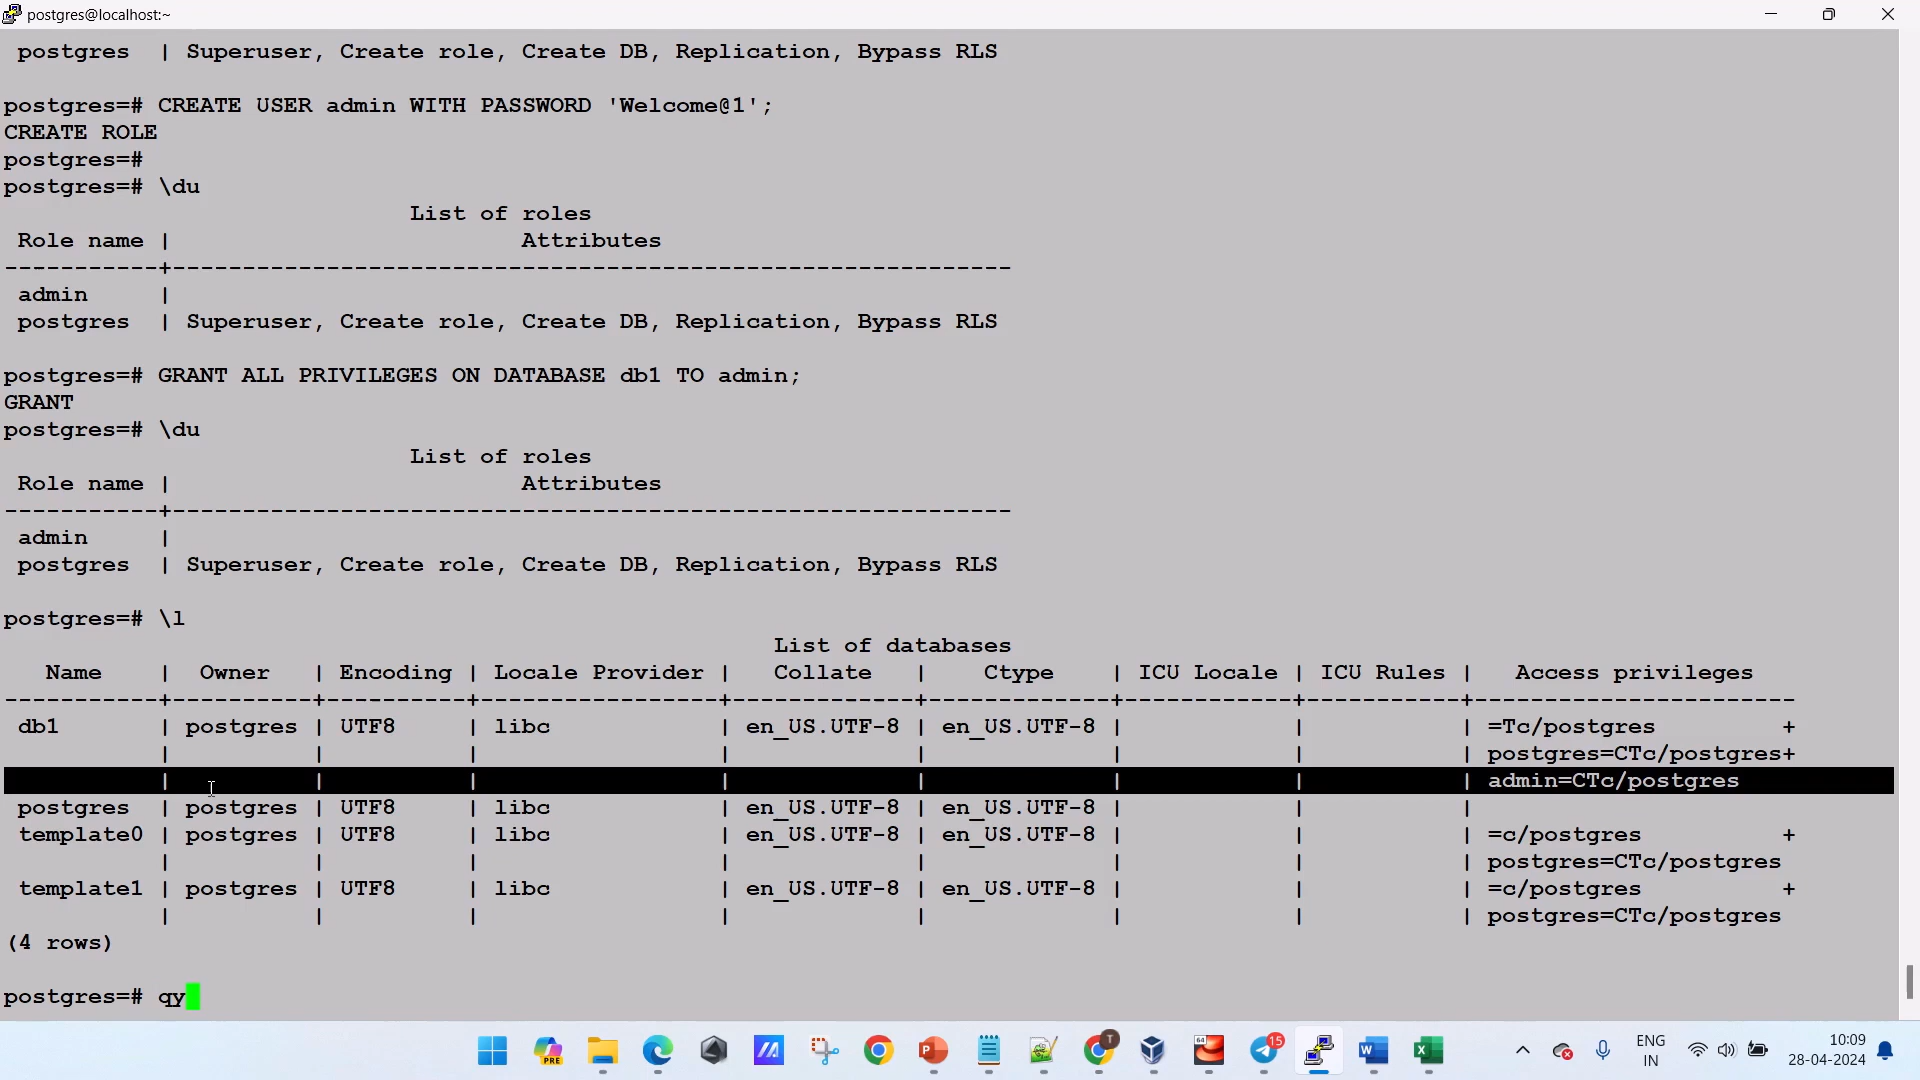 postgres@localhost:~
postgres | Superuser, Create role, Create DB, Replication, Bypass RLS
postgres=# CREATE USER admin WITH PASSWORD 'Welcome@1';
CREATE ROLE
postgres=#
postgres=# \du
List of roles
Role name | Attributes
-----------+------------------------------------------------------------
admin |
postgres | Superuser, Create role, Create DB, Replication, Bypass RLS
postgres=# GRANT ALL PRIVILEGES ON DATABASE db1 TO admin;
GRANT
postgres=# \du
List of roles
Role name | Attributes
-----------+------------------------------------------------------------
admin |
postgres | Superuser, Create role, Create DB, Replication, Bypass RLS
postgres=# \l
List of databases
Name | Owner | Encoding | Locale Provider | Collate | Ctype | ICU Locale | ICU Rules | Access privileges
-----------+----------+----------+-----------------+-------------+-------------+------------+-----------+-----------------------
db1 | postgres | UTF8 | libc | en_US.UTF-8 | en_US.UTF-8 | | | =Tc/postgres +
| | | | | | | | postgres=CTc/postgres+
| | | | | | | | admin=CTc/postgres
postgres | postgres | UTF8 | libc | en_US.UTF-8 | en_US.UTF-8 | | |
template0 | postgres | UTF8 | libc | en_US.UTF-8 | en_US.UTF-8 | | | =c/postgres +
| | | | | | | | postgres=CTc/postgres
template1 | postgres | UTF8 | libc | en_US.UTF-8 | en_US.UTF-8 | | | =c/postgres +
| | | | | | | | postgres=CTc/postgres
(4 rows)
postgres=# qy
PRE
T
64
15
ENG
IN
10:09
28-04-2024